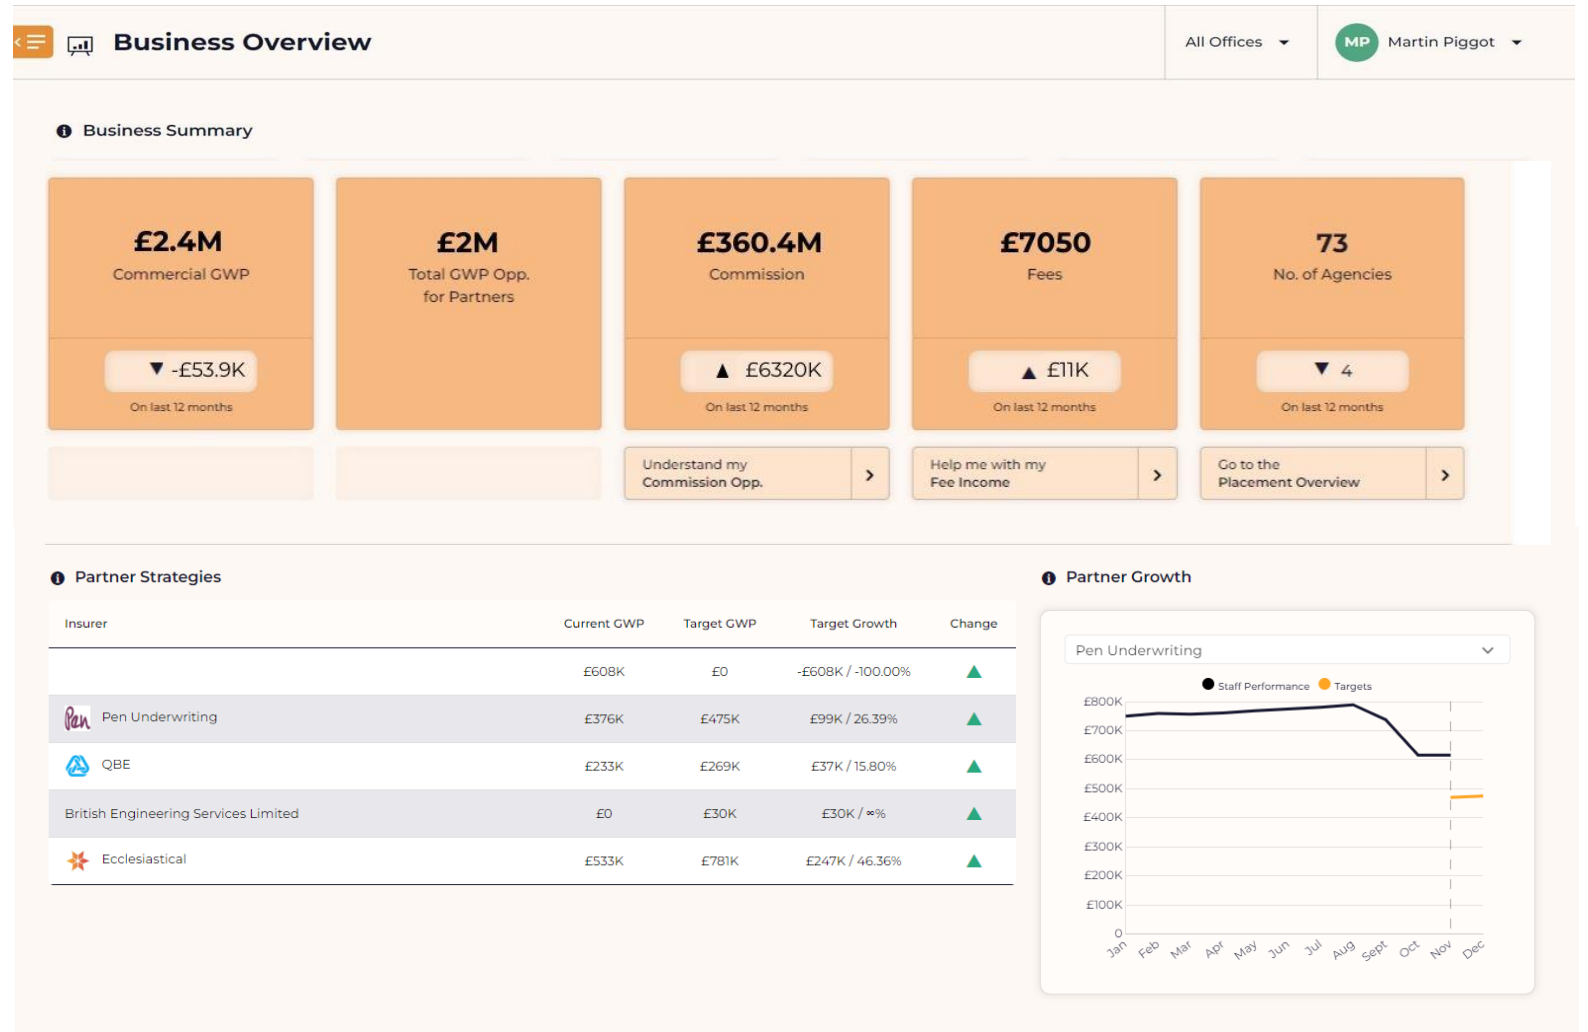 Business Overview
All Offices
MP
Martin Piggot
Business Summary
£2.4M
Commercial GWP
▼ -£53.9K
On last 12 months
£2M
Total GWP Opp.
for Partners
£360.4M
Commission
▲ £6320K
On last 12 months
Understand my
Commission Opp.
£7050
Fees
▲ £11K
On last 12 months
Help me with my
Fee Income
73
No. of Agencies
▼ 4
On last 12 months
Go to the
Placement Overview
Partner Strategies
Insurer Current GWP Target GWP Target Growth Change
£608K £0 -£608K / -100.00% ▲
Pen Pen Underwriting £376K £475K £99K / 26.39% ▲
QBE £233K £269K £37K / 15.80% ▲
British Engineering Services Limited £0 £30K £30K / ∞% ▲
Ecclesiastical £533K £781K £247K / 46.36% ▲
Partner Growth
Pen Underwriting
Staff Performance Targets
£800K
£700K
£600K
£500K
£400K
£300K
£200K
£100K
0
Jan Feb Mar Apr May Jun Jul Aug Sept Oct Nov Dec